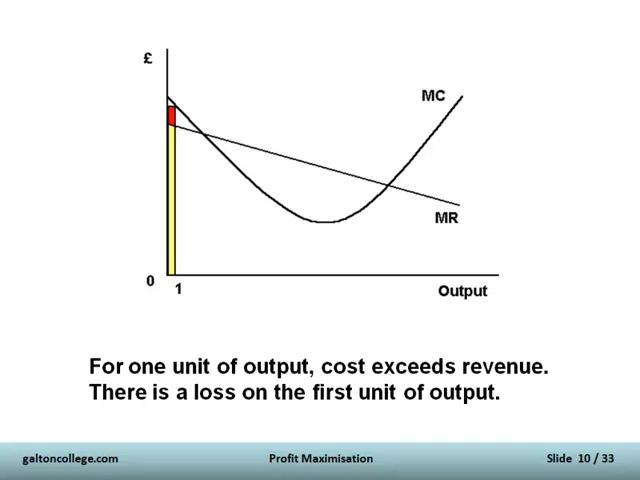 £
MC
MR
0
1
Output
For one unit of output, cost exceeds revenue.
There is a loss on the first unit of output.
galtoncollege.com Profit Maximisation Slide 10 / 33